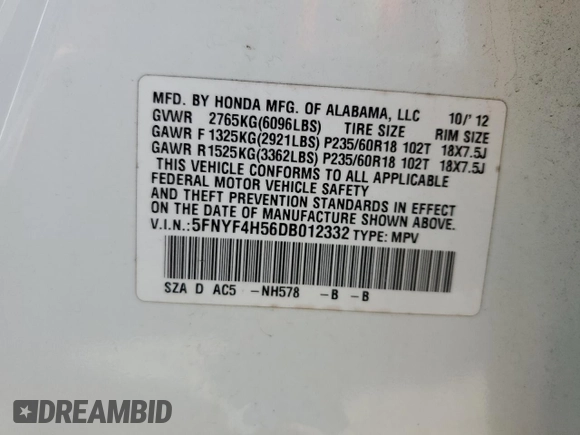 MFD. BY HONDA MFG. OF ALABAMA, LLC 10/'12
GVWR 2765KG(6096LBS) TIRE SIZE RIM SIZE
GAWR F 1325KG(2921LBS) P235/60R18 102T 18X7.5J
GAWR R 1525KG(3362LBS) P235/60R18 102T 18X7.5J
THIS VEHICLE CONFORMS TO ALL APPLICABLE
FEDERAL MOTOR VEHICLE SAFETY
AND THEFT PREVENTION STANDARDS IN EFFECT
ON THE DATE OF MANUFACTURE SHOWN ABOVE.
V.I.N.:5FNYF4H56DB012332 TYPE: MPV
SZA D AC5 -NH578 -B -B
DREAMBID